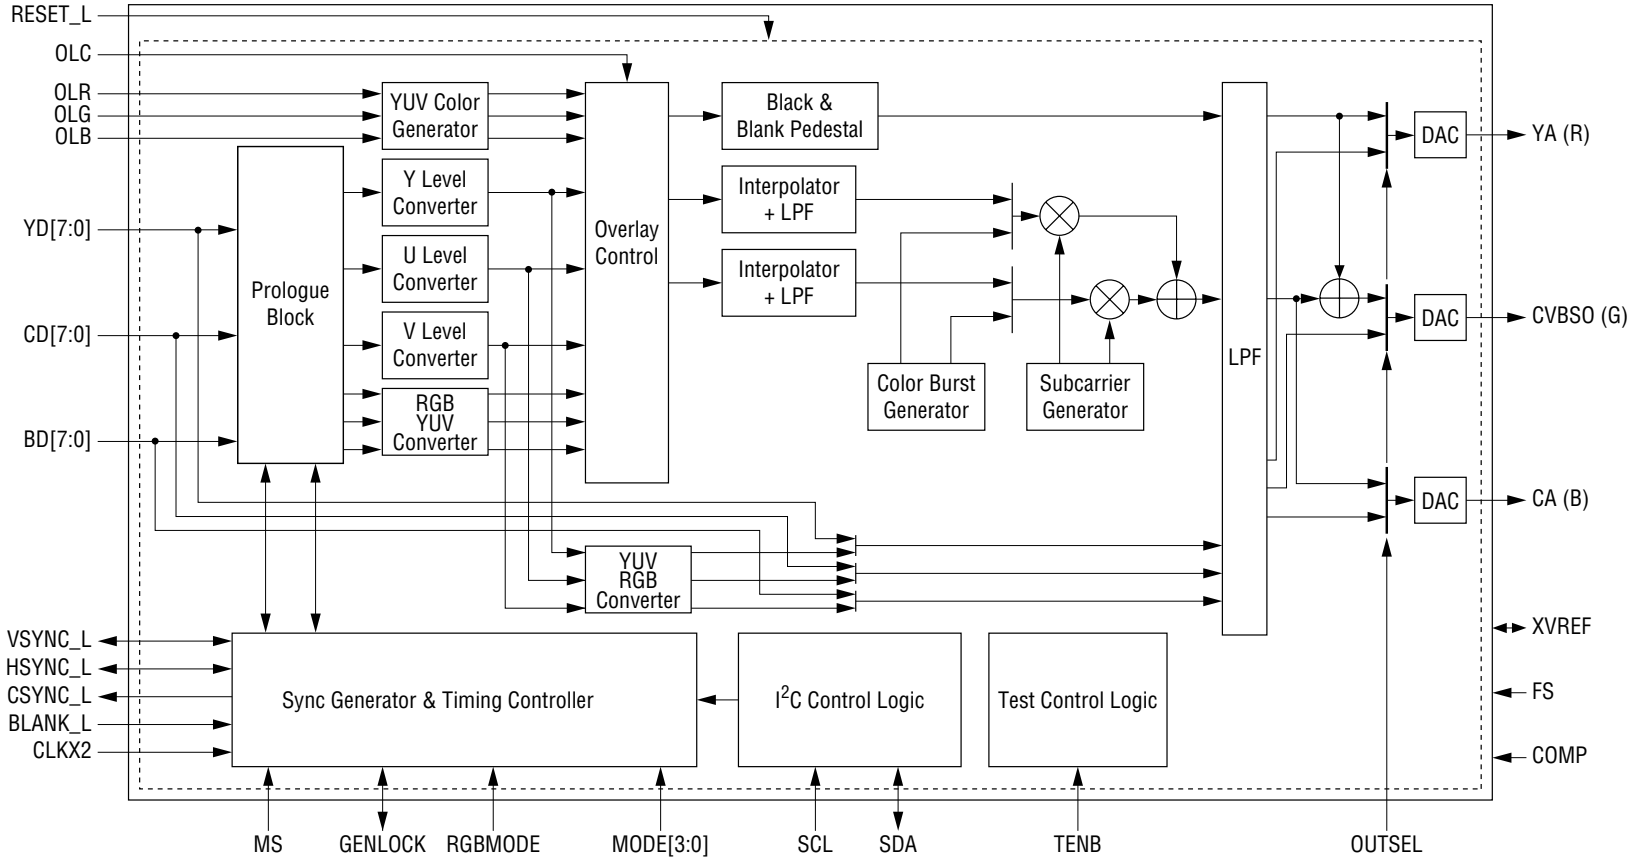 RESET_L
OLC
OLR
OLG
OLB
YUV Color
Generator
Black &
Blank Pedestal
DAC
YA (R)
Y Level
Converter
Interpolator
+ LPF
YD[7:0]
Overlay
Control
U Level
Converter
Interpolator
+ LPF
Prologue
Block
CD[7:0]
V Level
Converter
LPF
DAC
CVBSO (G)
Color Burst
Generator
Subcarrier
Generator
RGB
YUV
Converter
BD[7:0]
DAC
CA (B)
YUV
RGB
Converter
VSYNC_L
HSYNC_L
CSYNC_L
BLANK_L
CLKX2
Sync Generator & Timing Controller
I²C Control Logic
Test Control Logic
XVREF
FS
COMP
MS
GENLOCK
RGBMODE
MODE[3:0]
SCL
SDA
TENB
OUTSEL